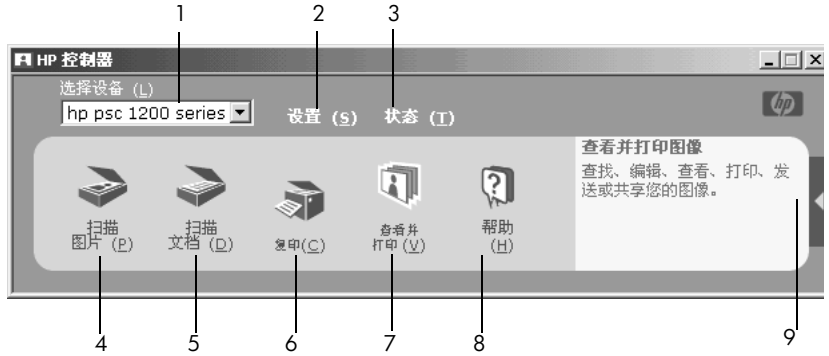 1 2 3
HP 控制器
选择设备 (L)
hp psc 1200 series
设置 (S) 状态 (T)
hp
查看并打印图像
查找、编辑、查看、打印、发
送或共享您的图像。
扫描
图片 (P)
扫描
文档 (D)
复印(C)
查看并
打印 (V)
帮助
(H)
4 5 6 7 8 9